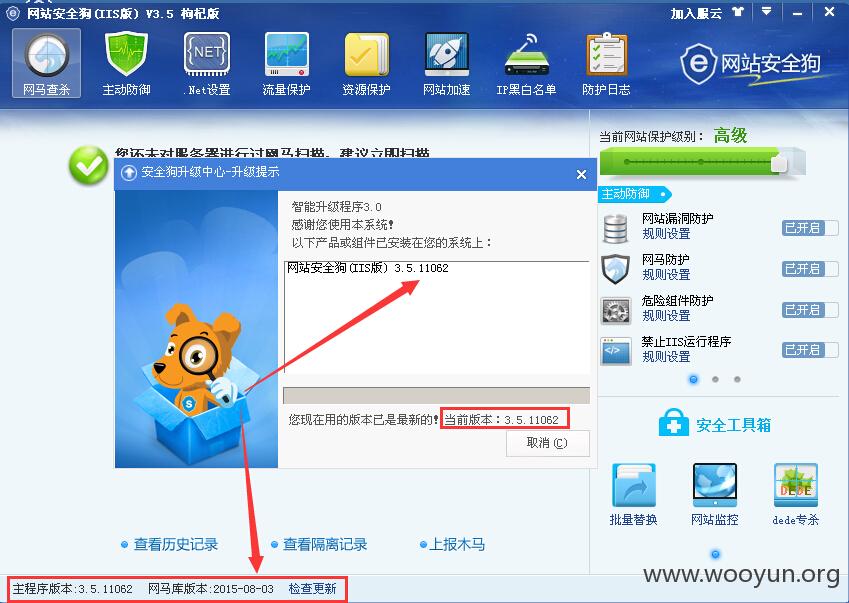 网站安全狗(IIS版) V3.5 枸杞版
加入服云
网马查杀
主动防御
.Net设置
流量保护
资源保护
网站加速
IP黑白名单
防护日志
网站安全狗
您还未对服务器进行过网马扫描，建议立即扫描
安全狗升级中心-升级提示
智能升级程序3.0
感谢您使用本系统!
以下产品或组件已安装在您的系统上：
网站安全狗(IIS版) 3.5.11062
您现在用的版本已是最新的! 当前版本：3.5.11062
取消(C)
当前网站保护级别： 高级
主动防御
网站漏洞防护
规则设置
已开启
网马防护
规则设置
已开启
危险组件防护
规则设置
已开启
禁止IIS运行程序
规则设置
已开启
安全工具箱
批量替换
网站监控
DEDE
dede专杀
查看历史记录
查看隔离记录
上报木马
主程序版本:3.5.11062 网马库版本:2015-08-03 检查更新
www.wooyun.org